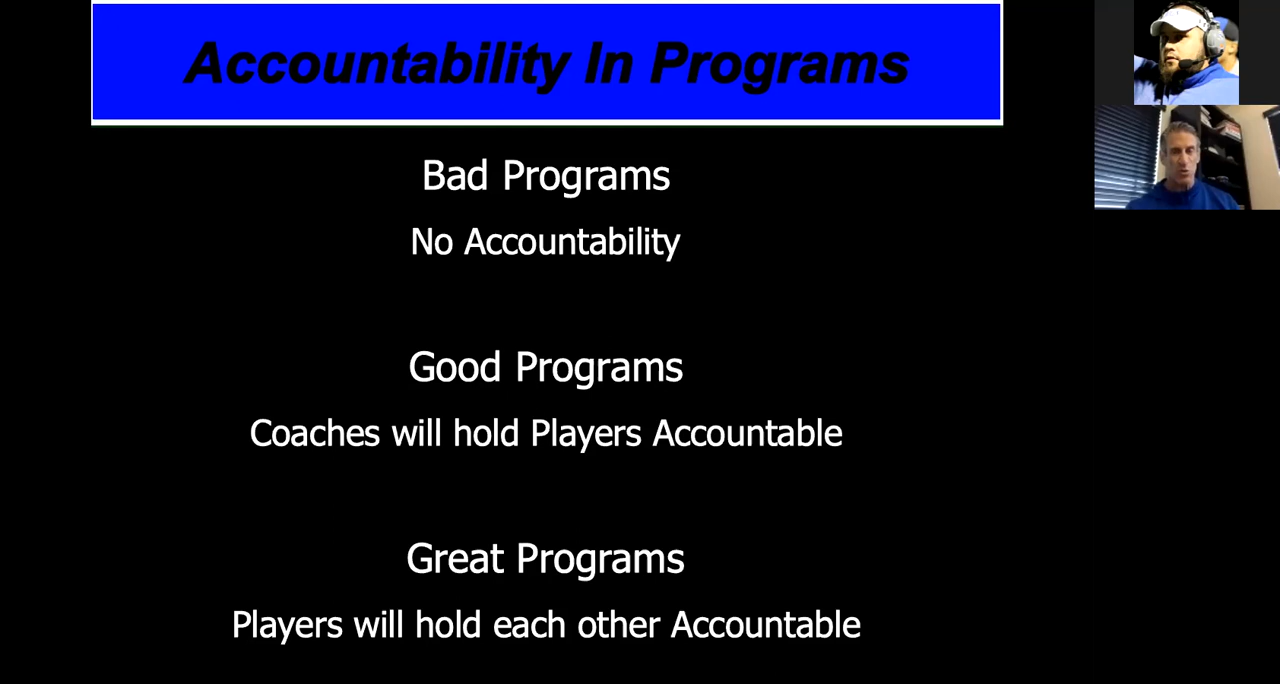 Accountability In Programs
Bad Programs
No Accountability
Good Programs
Coaches will hold Players Accountable
Great Programs
Players will hold each other Accountable